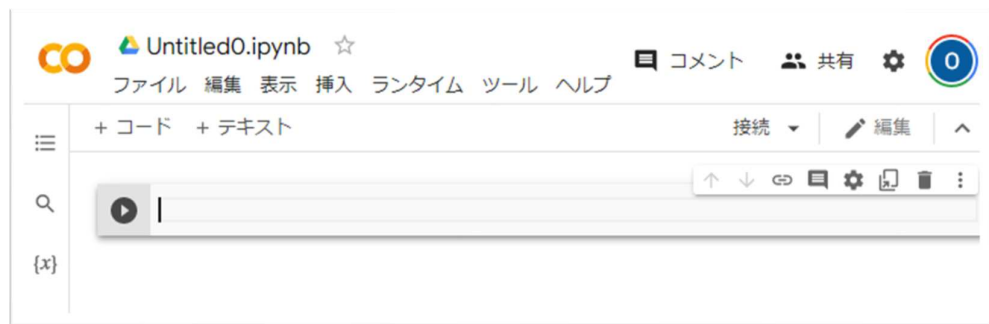 Untitled0.ipynb
コメント 共有 O
ファイル 編集 表示 挿入 ランタイム ツール ヘルプ
+ コード + テキスト 接続 編集
{x}